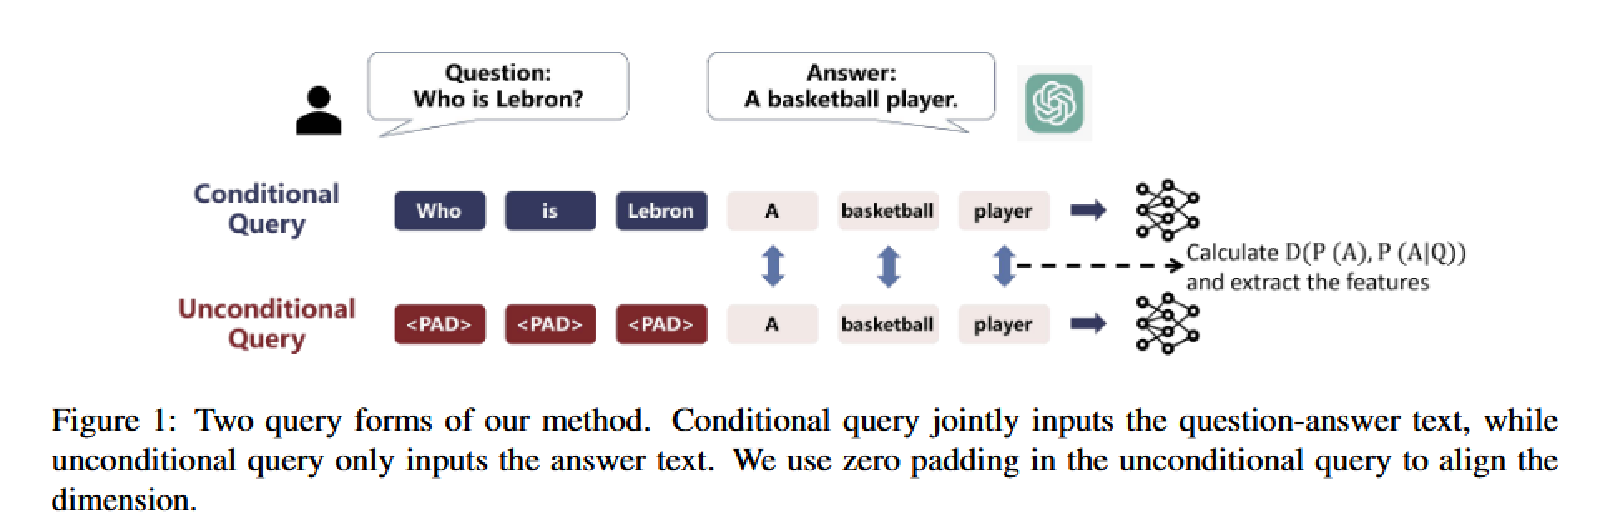 Question:
Who is Lebron?
Answer:
A basketball player.
Conditional
Query
Who is Lebron A basketball player
Calculate D(P (A), P (A|Q))
and extract the features
Unconditional
Query
<PAD> <PAD> <PAD> A basketball player
Figure 1: Two query forms of our method. Conditional query jointly inputs the question-answer text, while
unconditional query only inputs the answer text. We use zero padding in the unconditional query to align the
dimension.